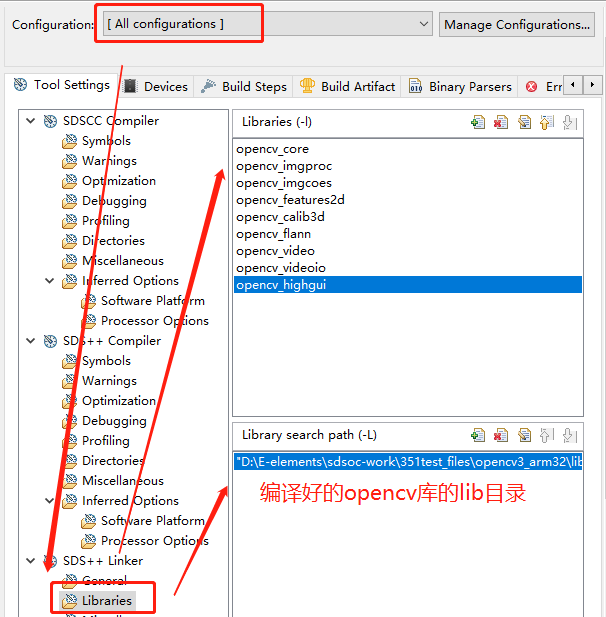 Configuration: [ All configurations ] Manage Configurations...
Tool Settings Devices Build Steps Build Artifact Binary Parsers Err
SDSCC Compiler
Symbols
Warnings
Optimization
Debugging
Profiling
Directories
Miscellaneous
Inferred Options
Software Platform
Processor Options
SDS++ Compiler
Symbols
Warnings
Optimization
Debugging
Profiling
Directories
Miscellaneous
Inferred Options
Software Platform
Processor Options
SDS++ Linker
General
Libraries
Libraries (-l)
opencv_core
opencv_imgproc
opencv_imgcoes
opencv_features2d
opencv_calib3d
opencv_flann
opencv_video
opencv_videoio
opencv_highgui
Library search path (-L)
"D:\E-elements\sdsoc-work\351test_files\opencv3_arm32\lib
编译好的opencv库的lib目录